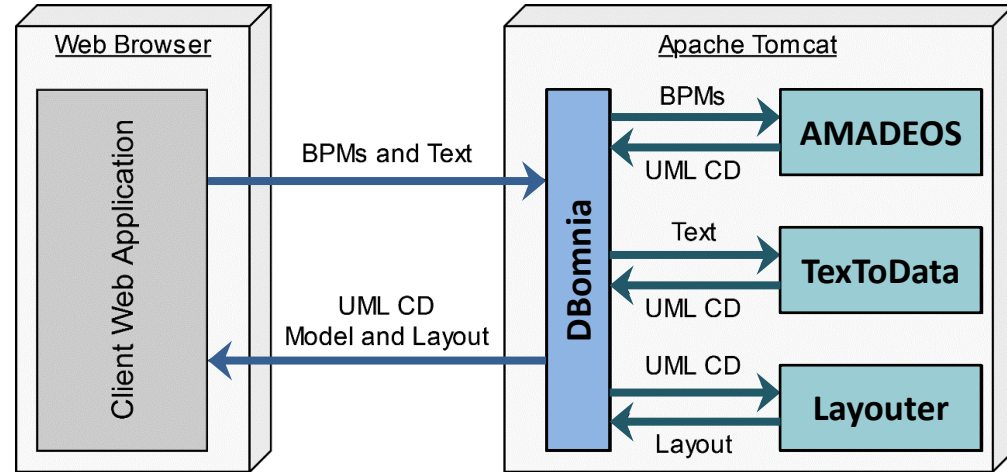 Web Browser
Client Web Application
BPMs and Text
UML CD
Model and Layout
Apache Tomcat
DBomnia
BPMs
UML CD
AMADEOS
Text
UML CD
TexToData
UML CD
Layout
Layouter